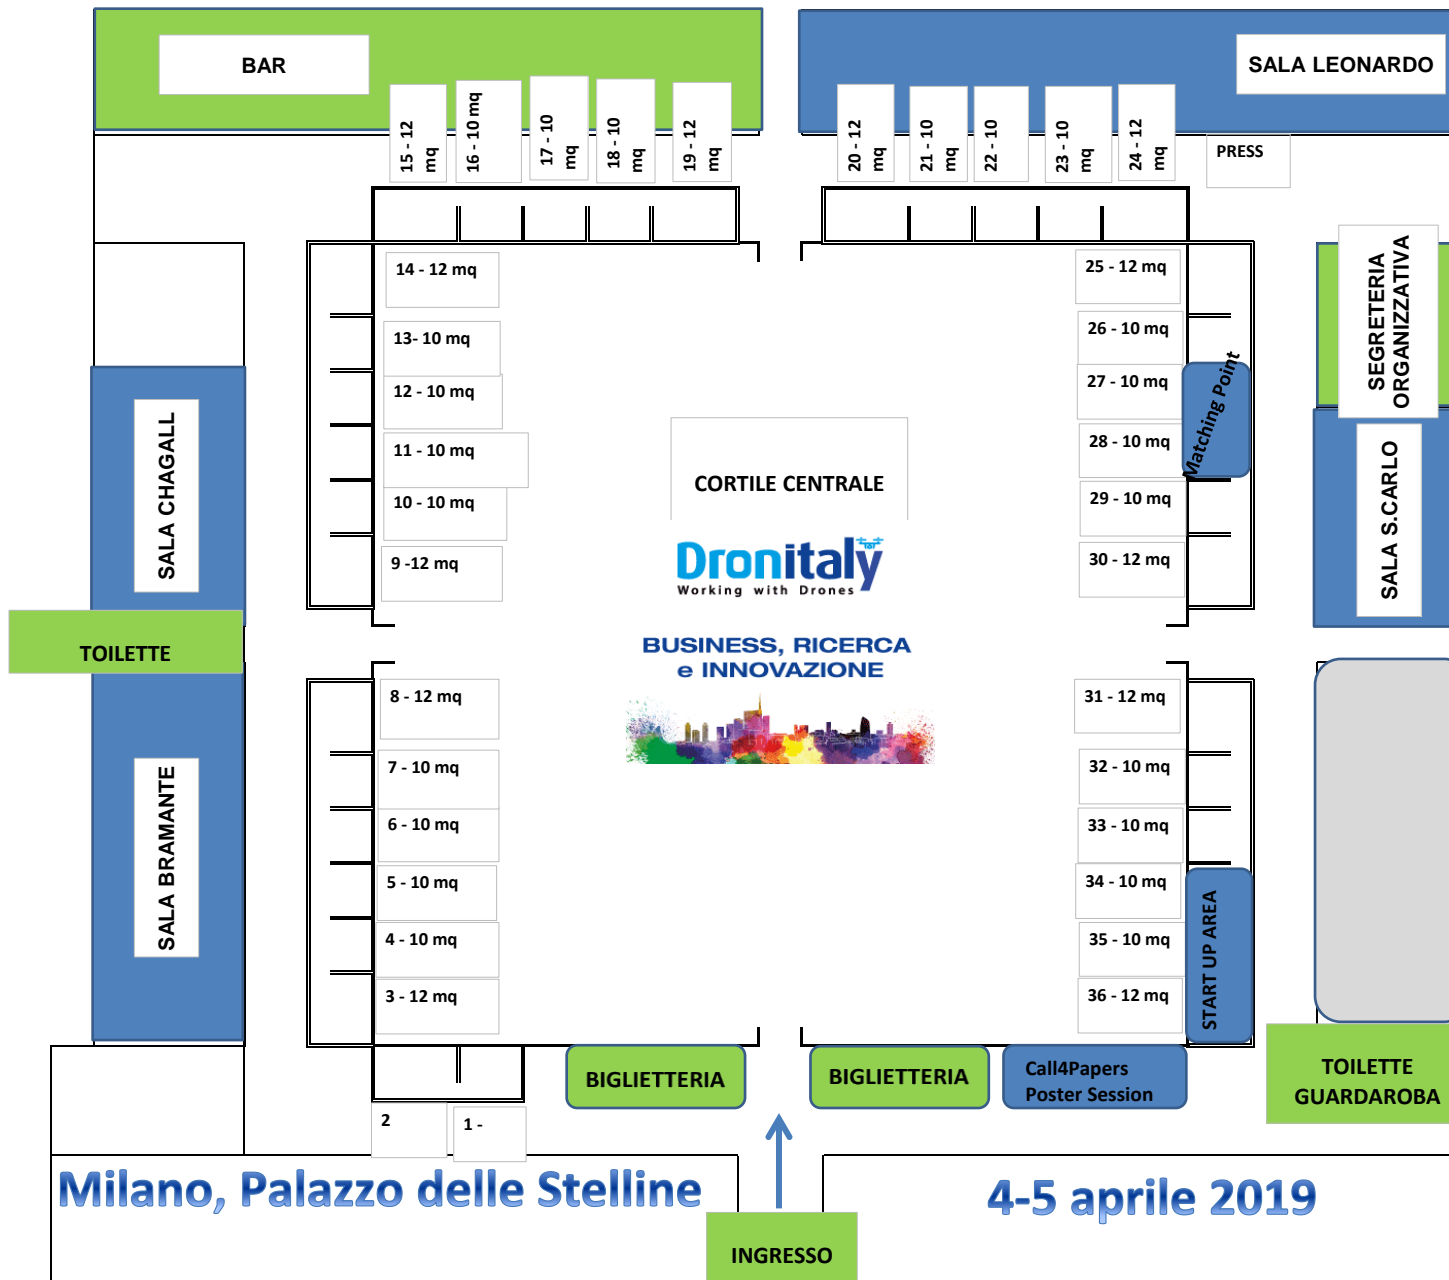 BAR
SALA LEONARDO
15 - 12
mq
16 - 10 mq
17 - 10
mq
18 - 10
mq
19 - 12
mq
20 - 12
mq
21 - 10
mq
22 - 10
23 - 10
mq
24 - 12
mq
PRESS
14 - 12 mq
13- 10 mq
12 - 10 mq
11 - 10 mq
10 - 10 mq
9 -12 mq
25 - 12 mq
26 - 10 mq
27 - 10 mq
28 - 10 mq
29 - 10 mq
30 - 12 mq
Matching Point
SEGRETERIA
ORGANIZZATIVA
SALA S.CARLO
SALA CHAGALL
CORTILE CENTRALE
Dronitaly
Working with Drones
BUSINESS, RICERCA
e INNOVAZIONE
TOILETTE
SALA BRAMANTE
8 - 12 mq
7 - 10 mq
6 - 10 mq
5 - 10 mq
4 - 10 mq
3 - 12 mq
31 - 12 mq
32 - 10 mq
33 - 10 mq
34 - 10 mq
35 - 10 mq
36 - 12 mq
START UP AREA
BIGLIETTERIA
BIGLIETTERIA
Call4Papers
Poster Session
TOILETTE
GUARDAROBA
2
1 -
Milano, Palazzo delle Stelline
4-5 aprile 2019
INGRESSO